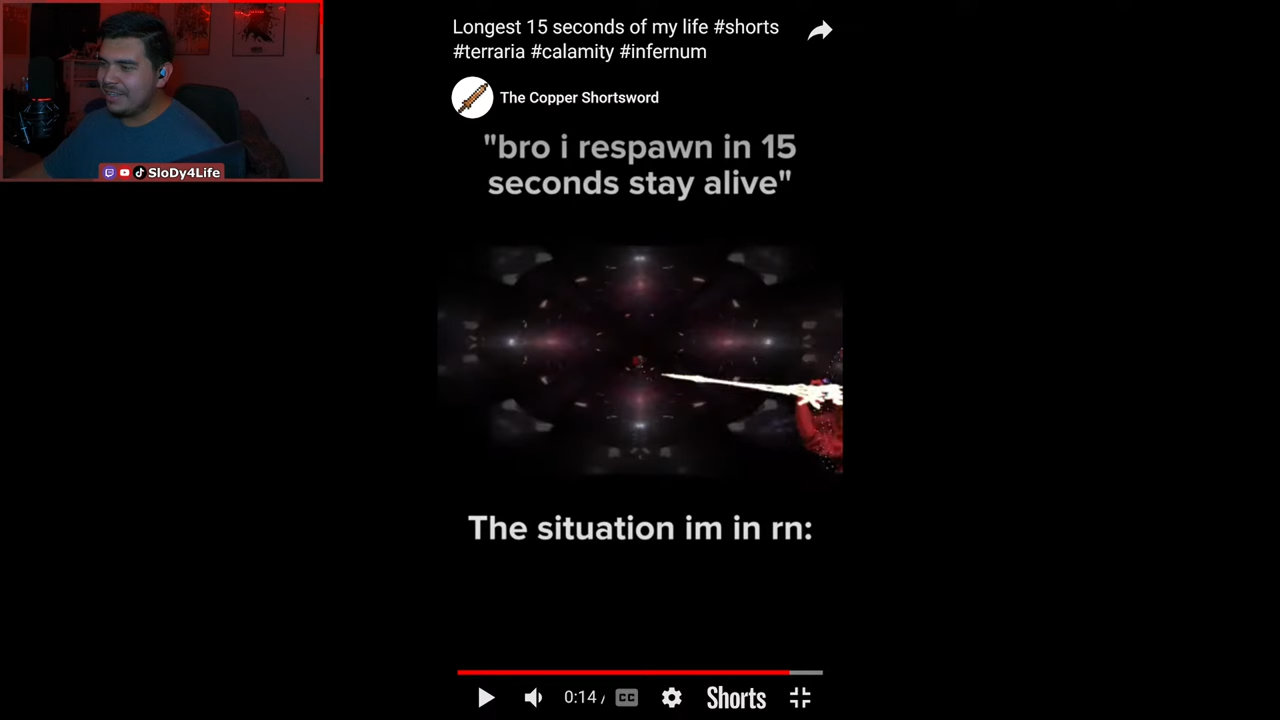 Longest 15 seconds of my life #shorts
#terraria #calamity #infernum
The Copper Shortsword
"bro i respawn in 15
seconds stay alive"
SloDy4Life
The situation im in rn:
0:14 /
CC
Shorts